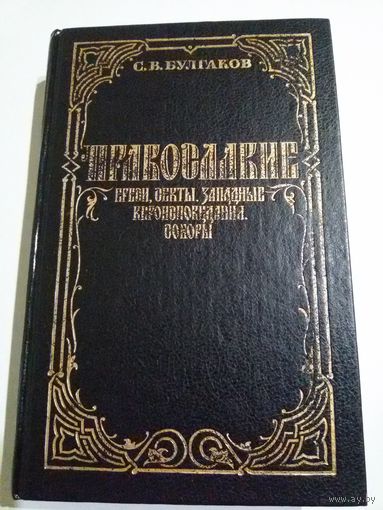 С.В.БУЛГАКОВ
ПРАВОСЛАВИЕ
ЕРЕСИ, СЕКТЫ, ЗАПАДНЫЕ
ВЕРОИСПОВЕДАНИЯ.
СОБОРЫ
www.ay.by